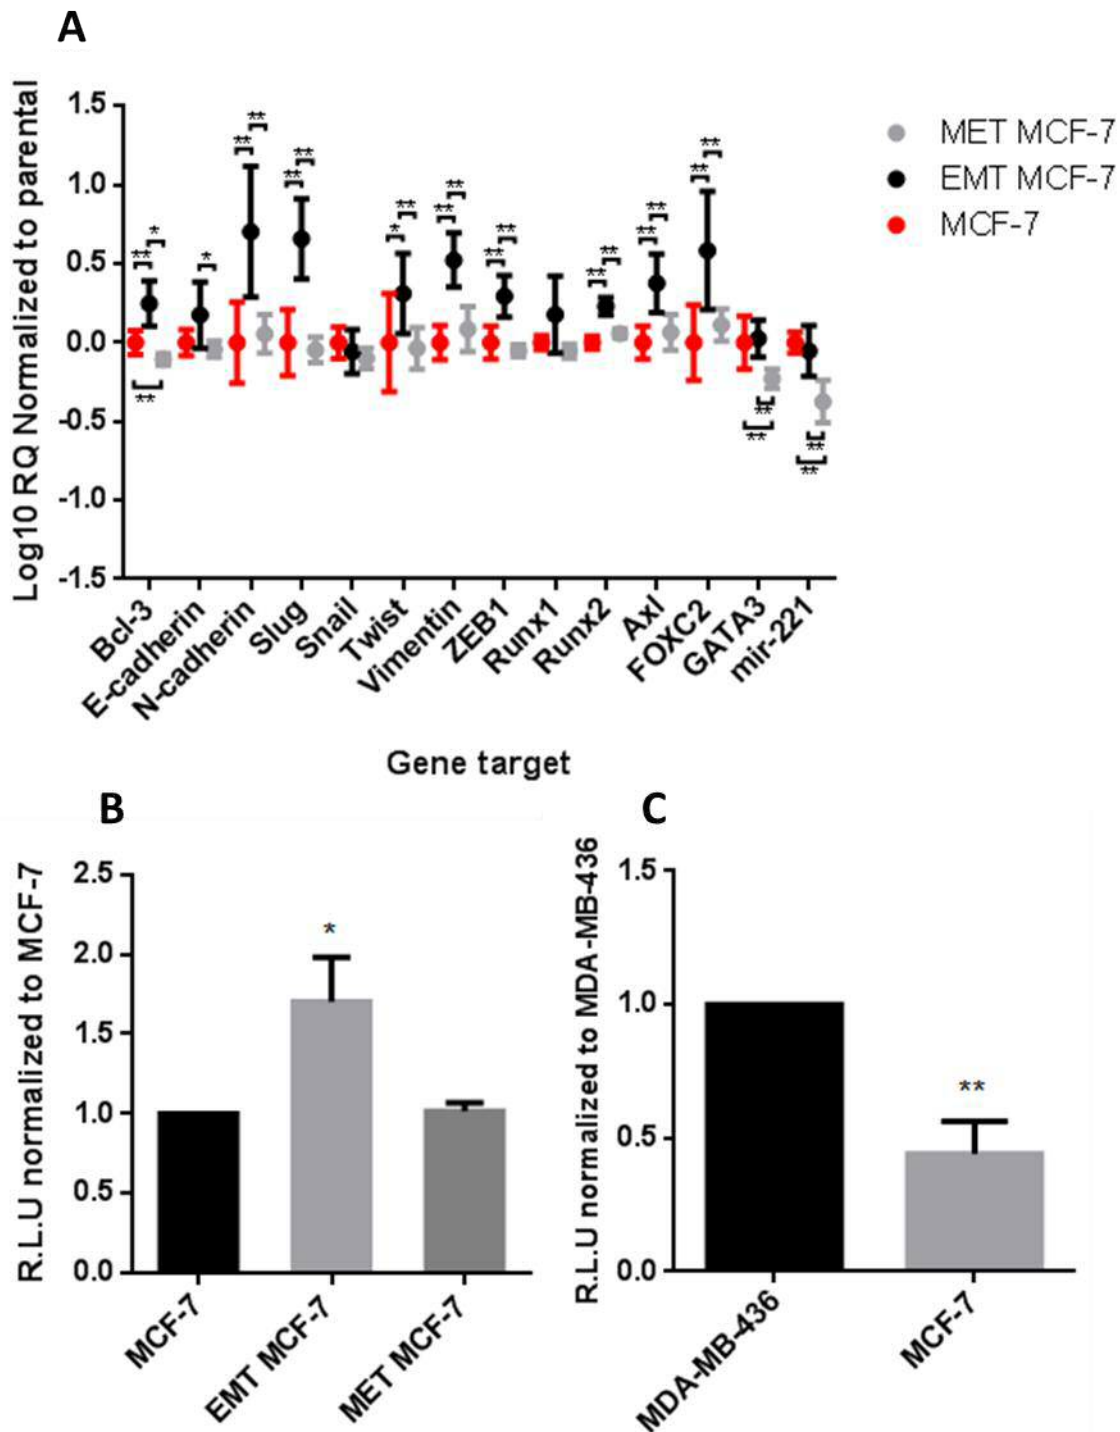 A
Log10 RQ Normalized to parental
1.5
1.0
0.5
0.0
-0.5
-1.0
-1.5
** * ** * ** ** ** ** * ** ** ** ** ** ** ** ** ** ** ** ** ** ** ** **
MET MCF-7
EMT MCF-7
MCF-7
Bcl-3
E-cadherin
N-cadherin
Slug
Snail
Twist
Vimentin
ZEB1
Runx1
Runx2
Axl
FOXC2
GATA3
mir-221
Gene target
B
R.L.U normalized to MCF-7
2.5
2.0
1.5
1.0
0.5
0.0
*
MCF-7
EMT MCF-7
MET MCF-7
C
R.L.U normalized to MDA-MB-436
1.5
1.0
0.5
0.0
**
MDA-MB-436
MCF-7